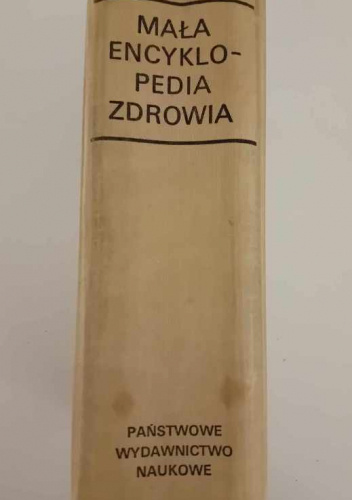 MAŁA
ENCYKLO-
PEDIA
ZDROWIA
PAŃSTWOWE
WYDAWNICTWO
NAUKOWE